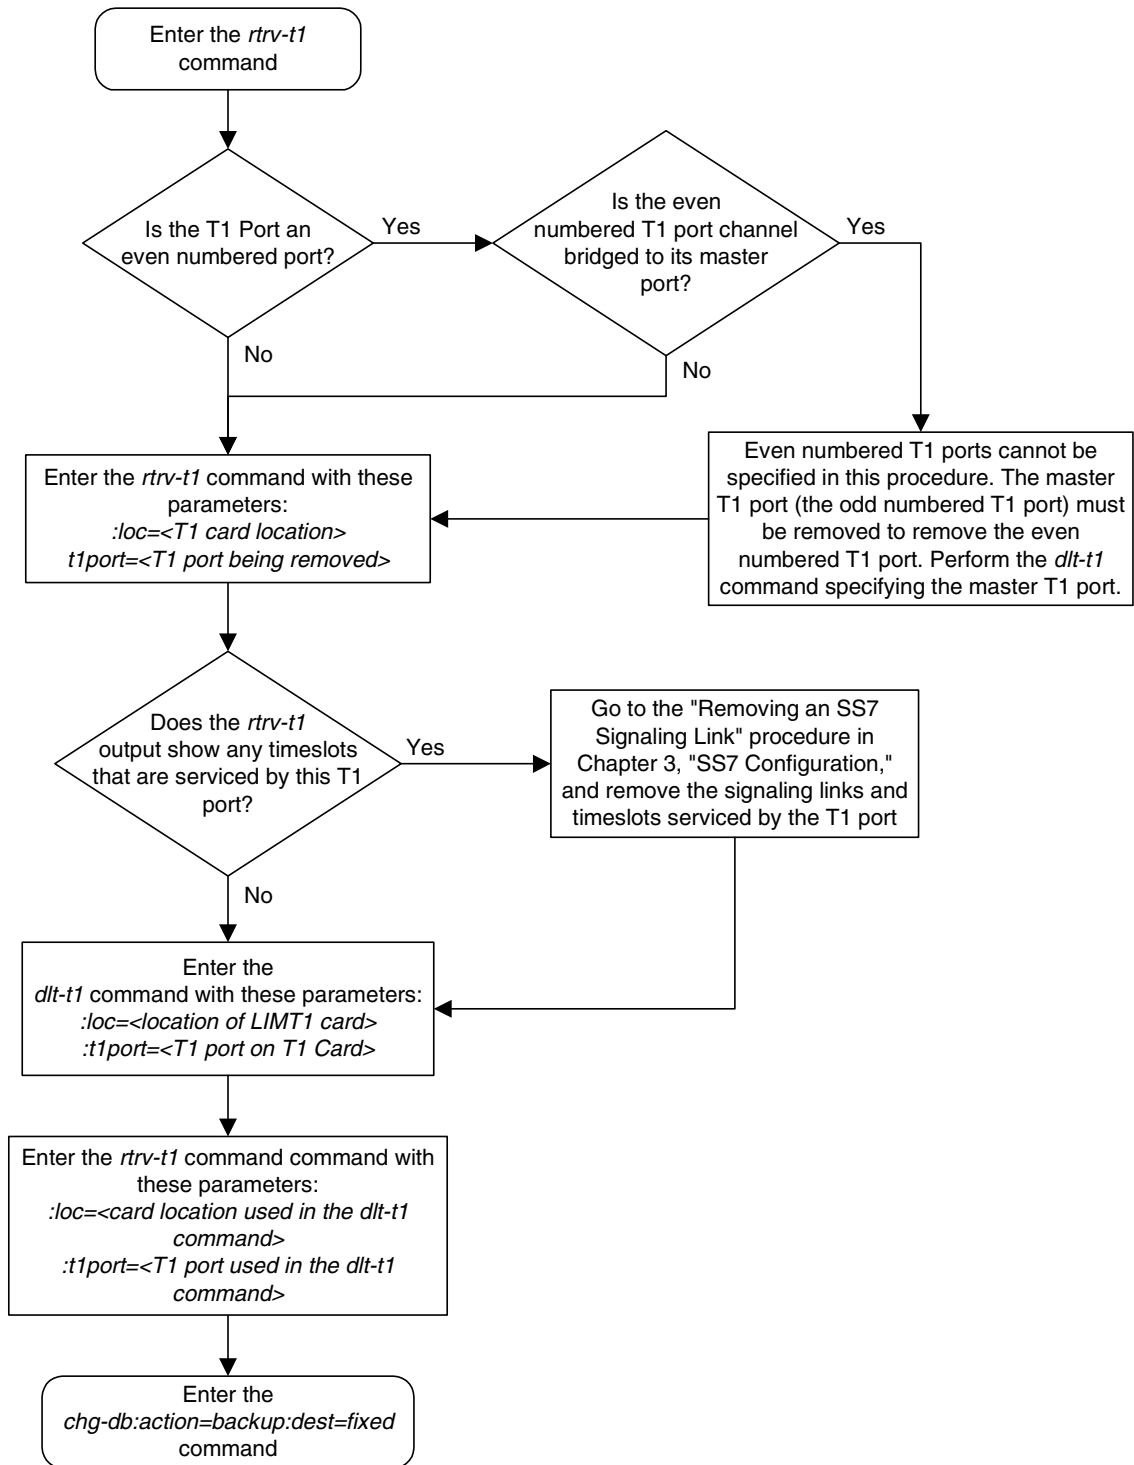 Enter the rtrv-t1
command
Is the T1 Port an
even numbered port?
Yes
No
Is the even
numbered T1 port channel
bridged to its master
port?
Yes
No
Even numbered T1 ports cannot be
specified in this procedure. The master
T1 port (the odd numbered T1 port) must
be removed to remove the even
numbered T1 port. Perform the dlt-t1
command specifying the master T1 port.
Enter the rtrv-t1 command with these
parameters:
:loc=<T1 card location>
t1port=<T1 port being removed>
Does the rtrv-t1
output show any timeslots
that are serviced by this T1
port?
Yes
No
Go to the "Removing an SS7
Signaling Link" procedure in
Chapter 3, "SS7 Configuration,"
and remove the signaling links and
timeslots serviced by the T1 port
Enter the
dlt-t1 command with these parameters:
:loc=<location of LIMT1 card>
:t1port=<T1 port on T1 Card>
Enter the rtrv-t1 command command with
these parameters:
:loc=<card location used in the dlt-t1
command>
:t1port=<T1 port used in the dlt-t1
command>
Enter the
chg-db:action=backup:dest=fixed
command